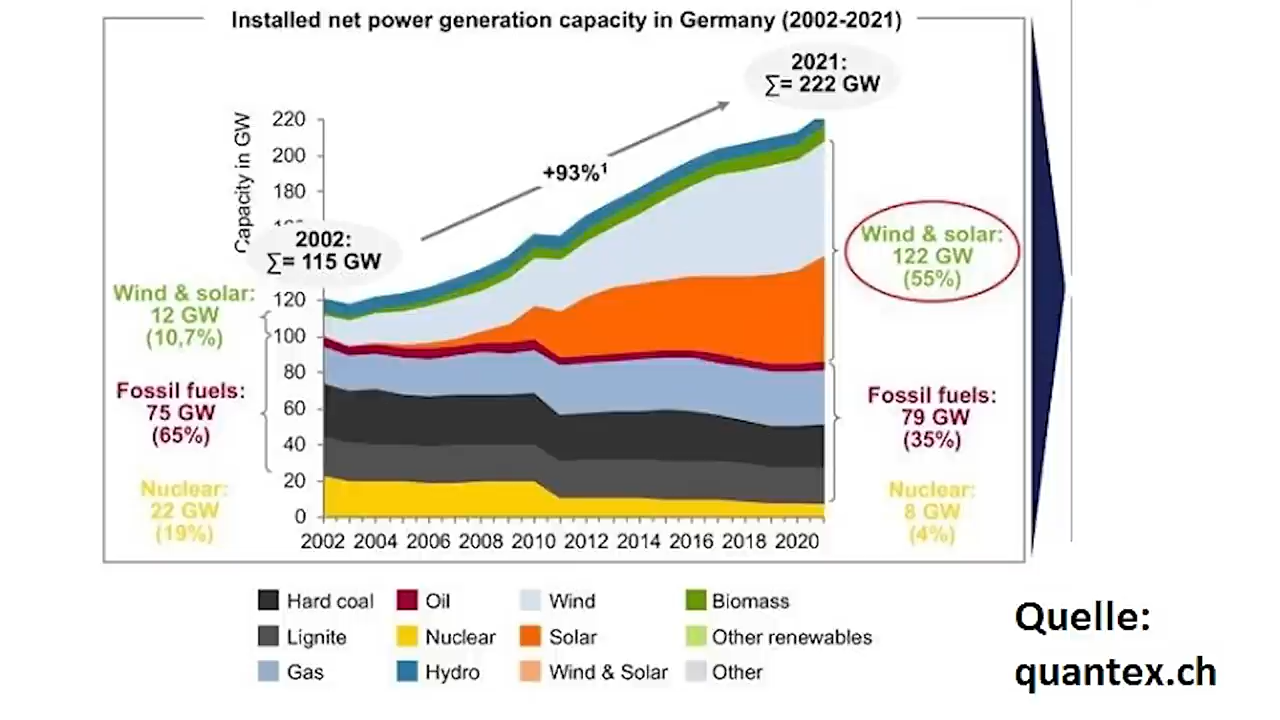 Installed net power generation capacity in Germany (2002-2021)
2021:
∑= 222 GW
Capacity in GW
220
200
180
+93%¹
2002:
∑= 115 GW
120
100
80
60
40
20
0
Wind & solar:
12 GW
(10,7%)
Fossil fuels:
75 GW
(65%)
Nuclear:
22 GW
(19%)
Wind & solar:
122 GW
(55%)
Fossil fuels:
79 GW
(35%)
Nuclear:
8 GW
(4%)
2002 2004 2006 2008 2010 2012 2014 2016 2018 2020
Hard coal Oil Wind Biomass
Lignite Nuclear Solar Other renewables
Gas Hydro Wind & Solar Other
Quelle:
quantex.ch